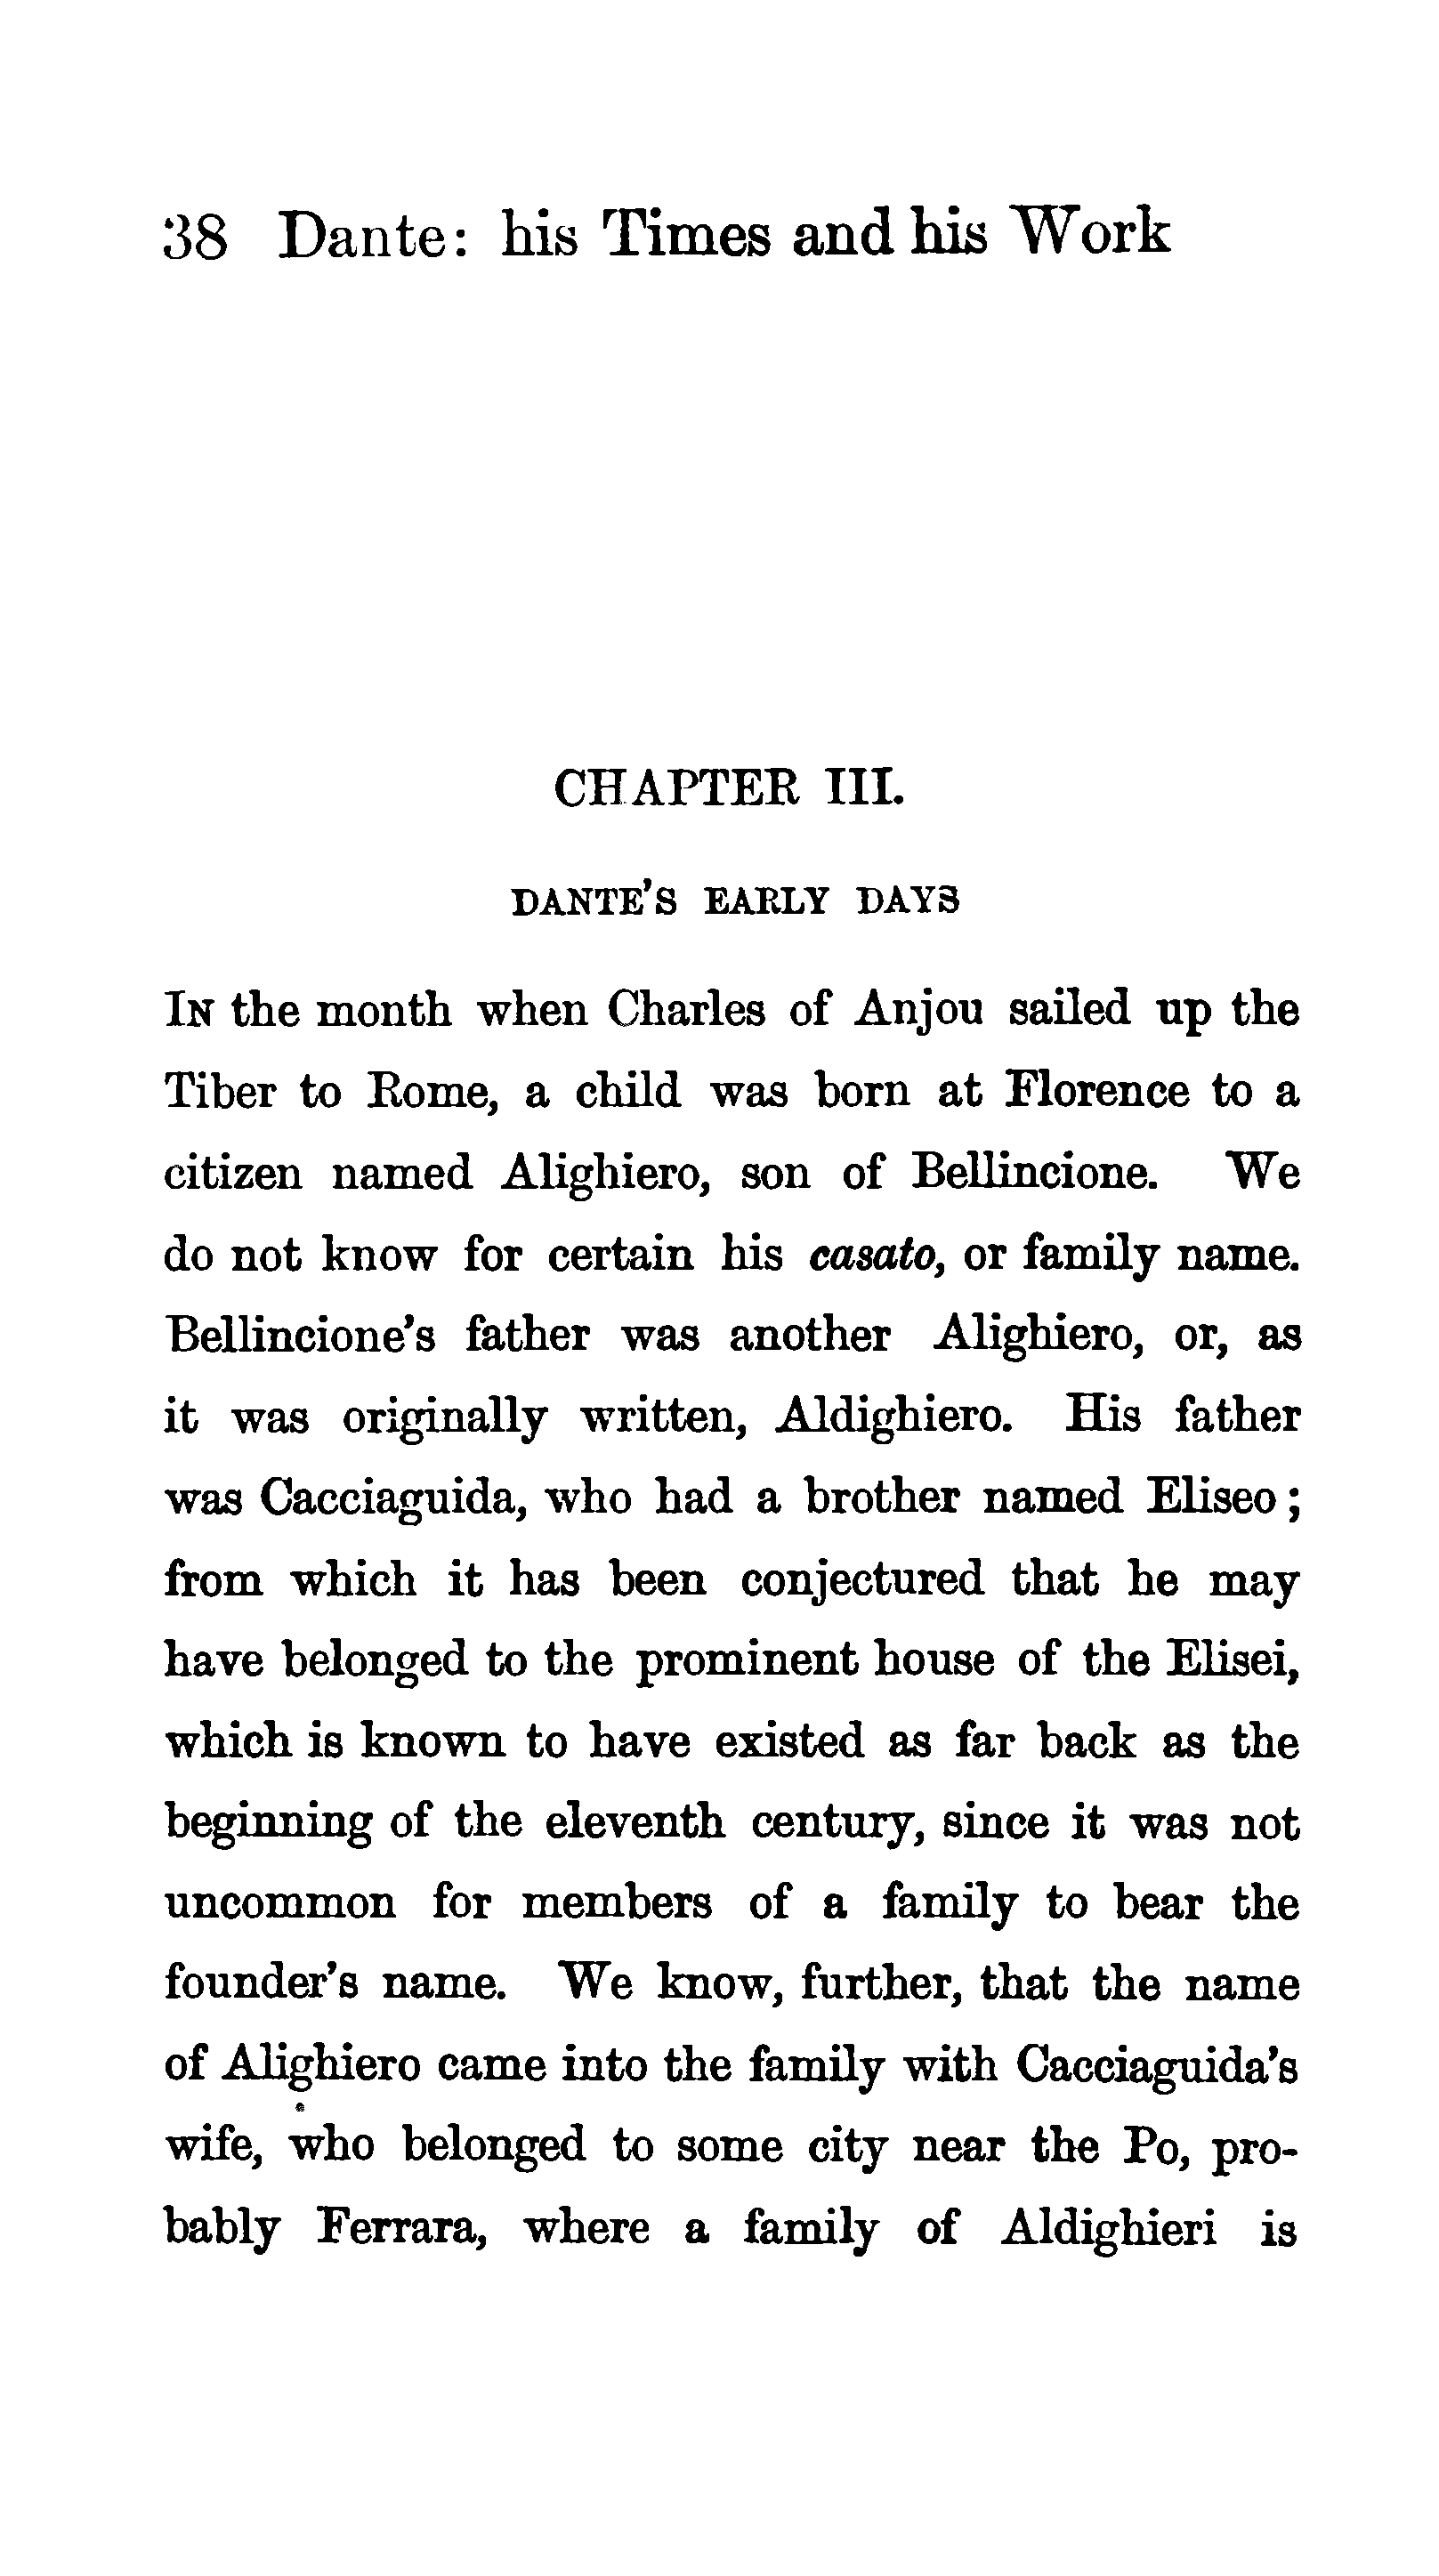 38 Dante: his Times and his Work
CHAPTER III.
DANTE'S EARLY DAYS
IN the month when Charles of Anjou sailed up the
Tiber to Rome, a child was born at Florence to a
citizen named Alighiero, son of Bellincione. We
do not know for certain his casato, or family name.
Bellincione's father was another Alighiero, or, as
it was originally written, Aldighiero. His father
was Cacciaguida, who had a brother named Eliseo;
from which it has been conjectured that he may
have belonged to the prominent house of the Elisei,
which is known to have existed as far back as the
beginning of the eleventh century, since it was not
uncommon for members of a family to bear the
founder's name. We know, further, that the name
of Alighiero came into the family with Cacciaguida's
wife, who belonged to some city near the Po, pro-
bably Ferrara, where a family of Aldighieri is